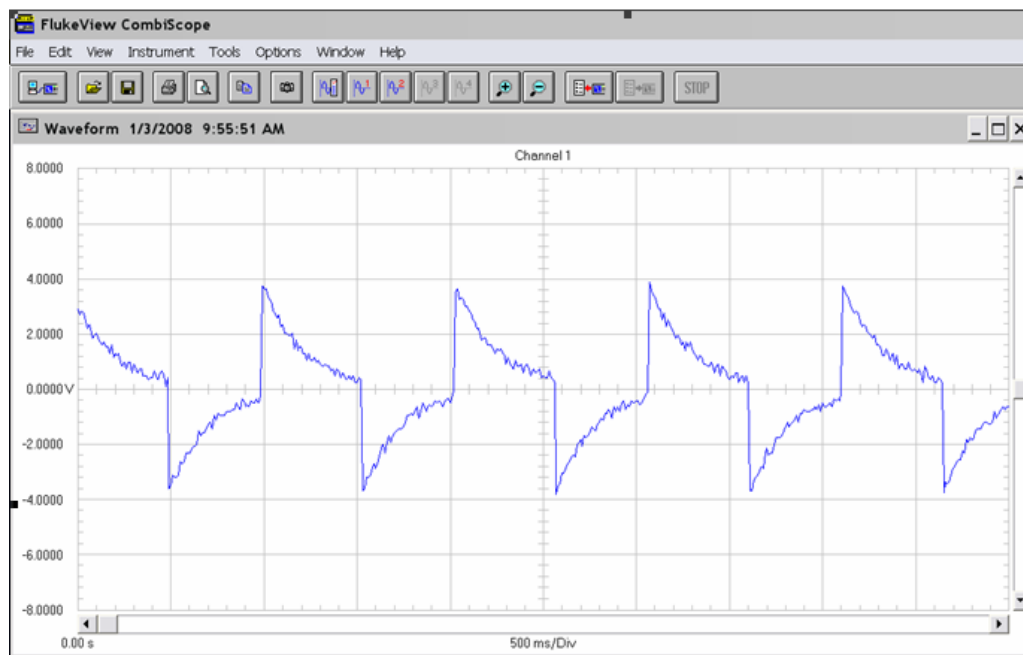 FlukeView CombiScope
File Edit View Instrument Tools Options Window Help
STOP
Waveform 1/3/2008 9:55:51 AM
Channel 1
8.0000
6.0000
4.0000
2.0000
0.0000 V
-2.0000
-4.0000
-6.0000
-8.0000
0.00 s 500 ms/Div